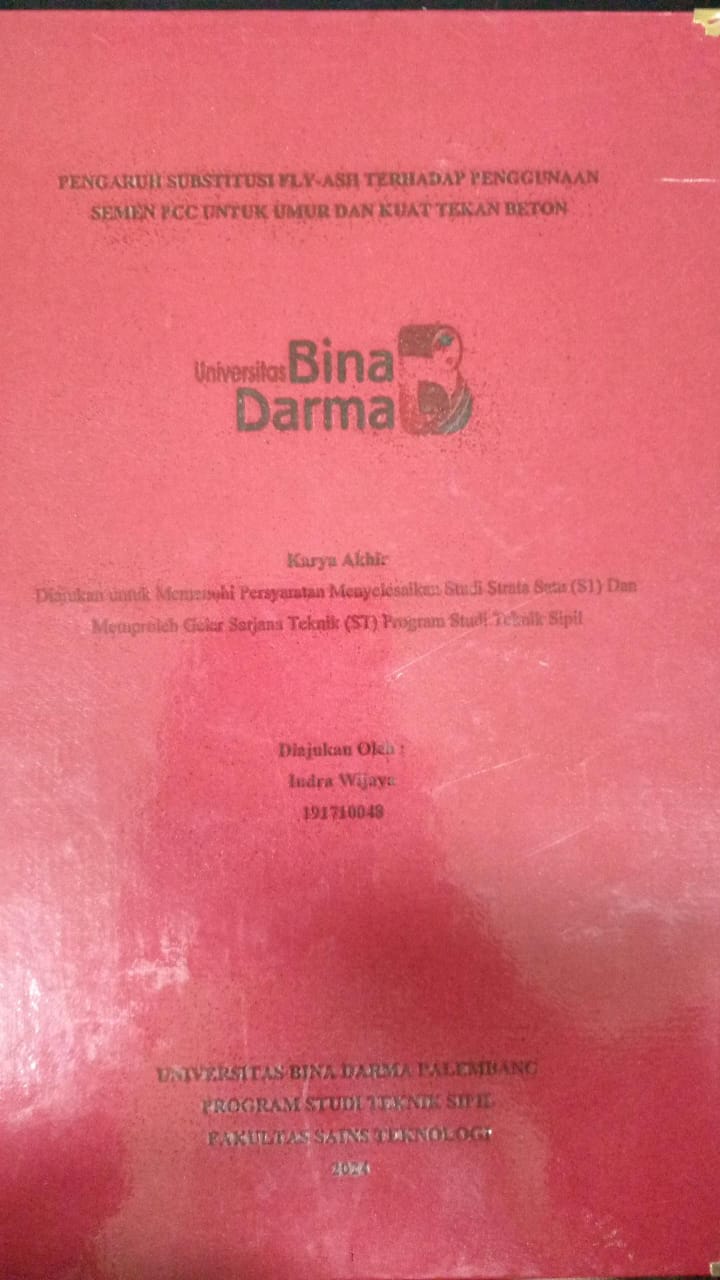 PENGARUH SUBSTITUSI FLY-ASH TERHADAP PENGGUNAAN
SEMEN PCC UNTUK UMUR DAN KUAT TEKAN BETON
Universitas Bina
Darma
Karya Akhir
Diajukan untuk Memenuhi Persyaratan Menyelesaikan Studi Strata Satu (S1) Dan
Memproleh Gelar Sarjana Teknik (ST) Program Studi Teknik Sipil
Diajukan Oleh :
Indra Wijaya
191710048
UNIVERSITAS BINA DARMA PALEMBANG
PROGRAM STUDI TEKNIK SIPIL
FAKULTAS SAINS TEKNOLOGI